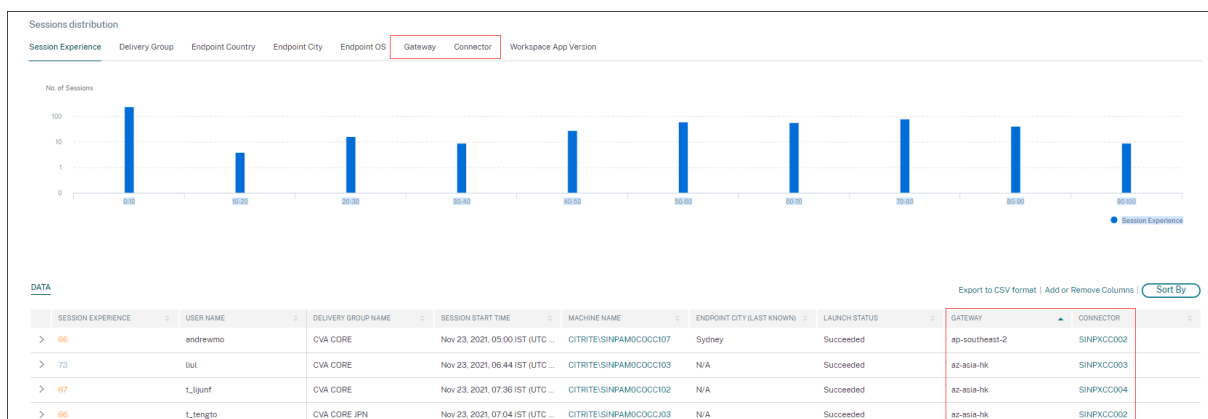 Sessions distribution
Session Experience Delivery Group Endpoint Country Endpoint City Endpoint OS Gateway Connector Workspace App Version
No. of Sessions
100
10
1
0
0-10 10-20 20-30 30-40 40-50 50-60 60-70 70-80 80-90 90-100
Session Experience
DATA Export to CSV format | Add or Remove Columns | Sort By
SESSION EXPERIENCE USER NAME DELIVERY GROUP NAME SESSION START TIME MACHINE NAME ENDPOINT CITY (LAST KNOWN) LAUNCH STATUS GATEWAY CONNECTOR
> 66 andrewmo CVA CORE Nov 23, 2021, 05:00 IST (UTC ... CITRITE\SINPAM0COCC107 Sydney Succeeded ap-southeast-2 SINPXCC002
> 73 liul CVA CORE Nov 23, 2021, 06:44 IST (UTC ... CITRITE\SINPAM0COCC103 N/A Succeeded az-asia-hk SINPXCC003
> 67 t_lijunf CVA CORE Nov 23, 2021, 07:36 IST (UTC ... CITRITE\SINPAM0COCC102 N/A Succeeded az-asia-hk SINPXCC004
> 66 t_tengto CVA CORE JPN Nov 23, 2021, 07:04 IST (UTC ... CITRITE\SINPAM0COCCJ03 N/A Succeeded az-asia-hk SINPXCC002